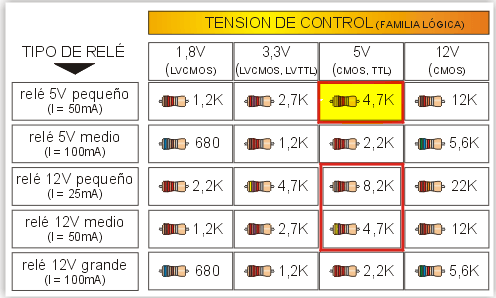 TENSION DE CONTROL (FAMILIA LÓGICA)
TIPO DE RELÉ
1,8V 3,3V 5V 12V
(LVCMOS) (LVCMOS, LVTTL) (CMOS, TTL) (CMOS)
relé 5V pequeño
(I = 50mA)
1,2K 2,7K 4,7K 12K
relé 5V medio
(I = 100mA)
680 1,2K 2,2K 5,6K
relé 12V pequeño
(I = 25mA)
2,2K 4,7K 8,2K 22K
relé 12V medio
(I = 50mA)
1,2K 2,7K 4,7K 12K
relé 12V grande
(I = 100mA)
680 1,2K 2,2K 5,6K